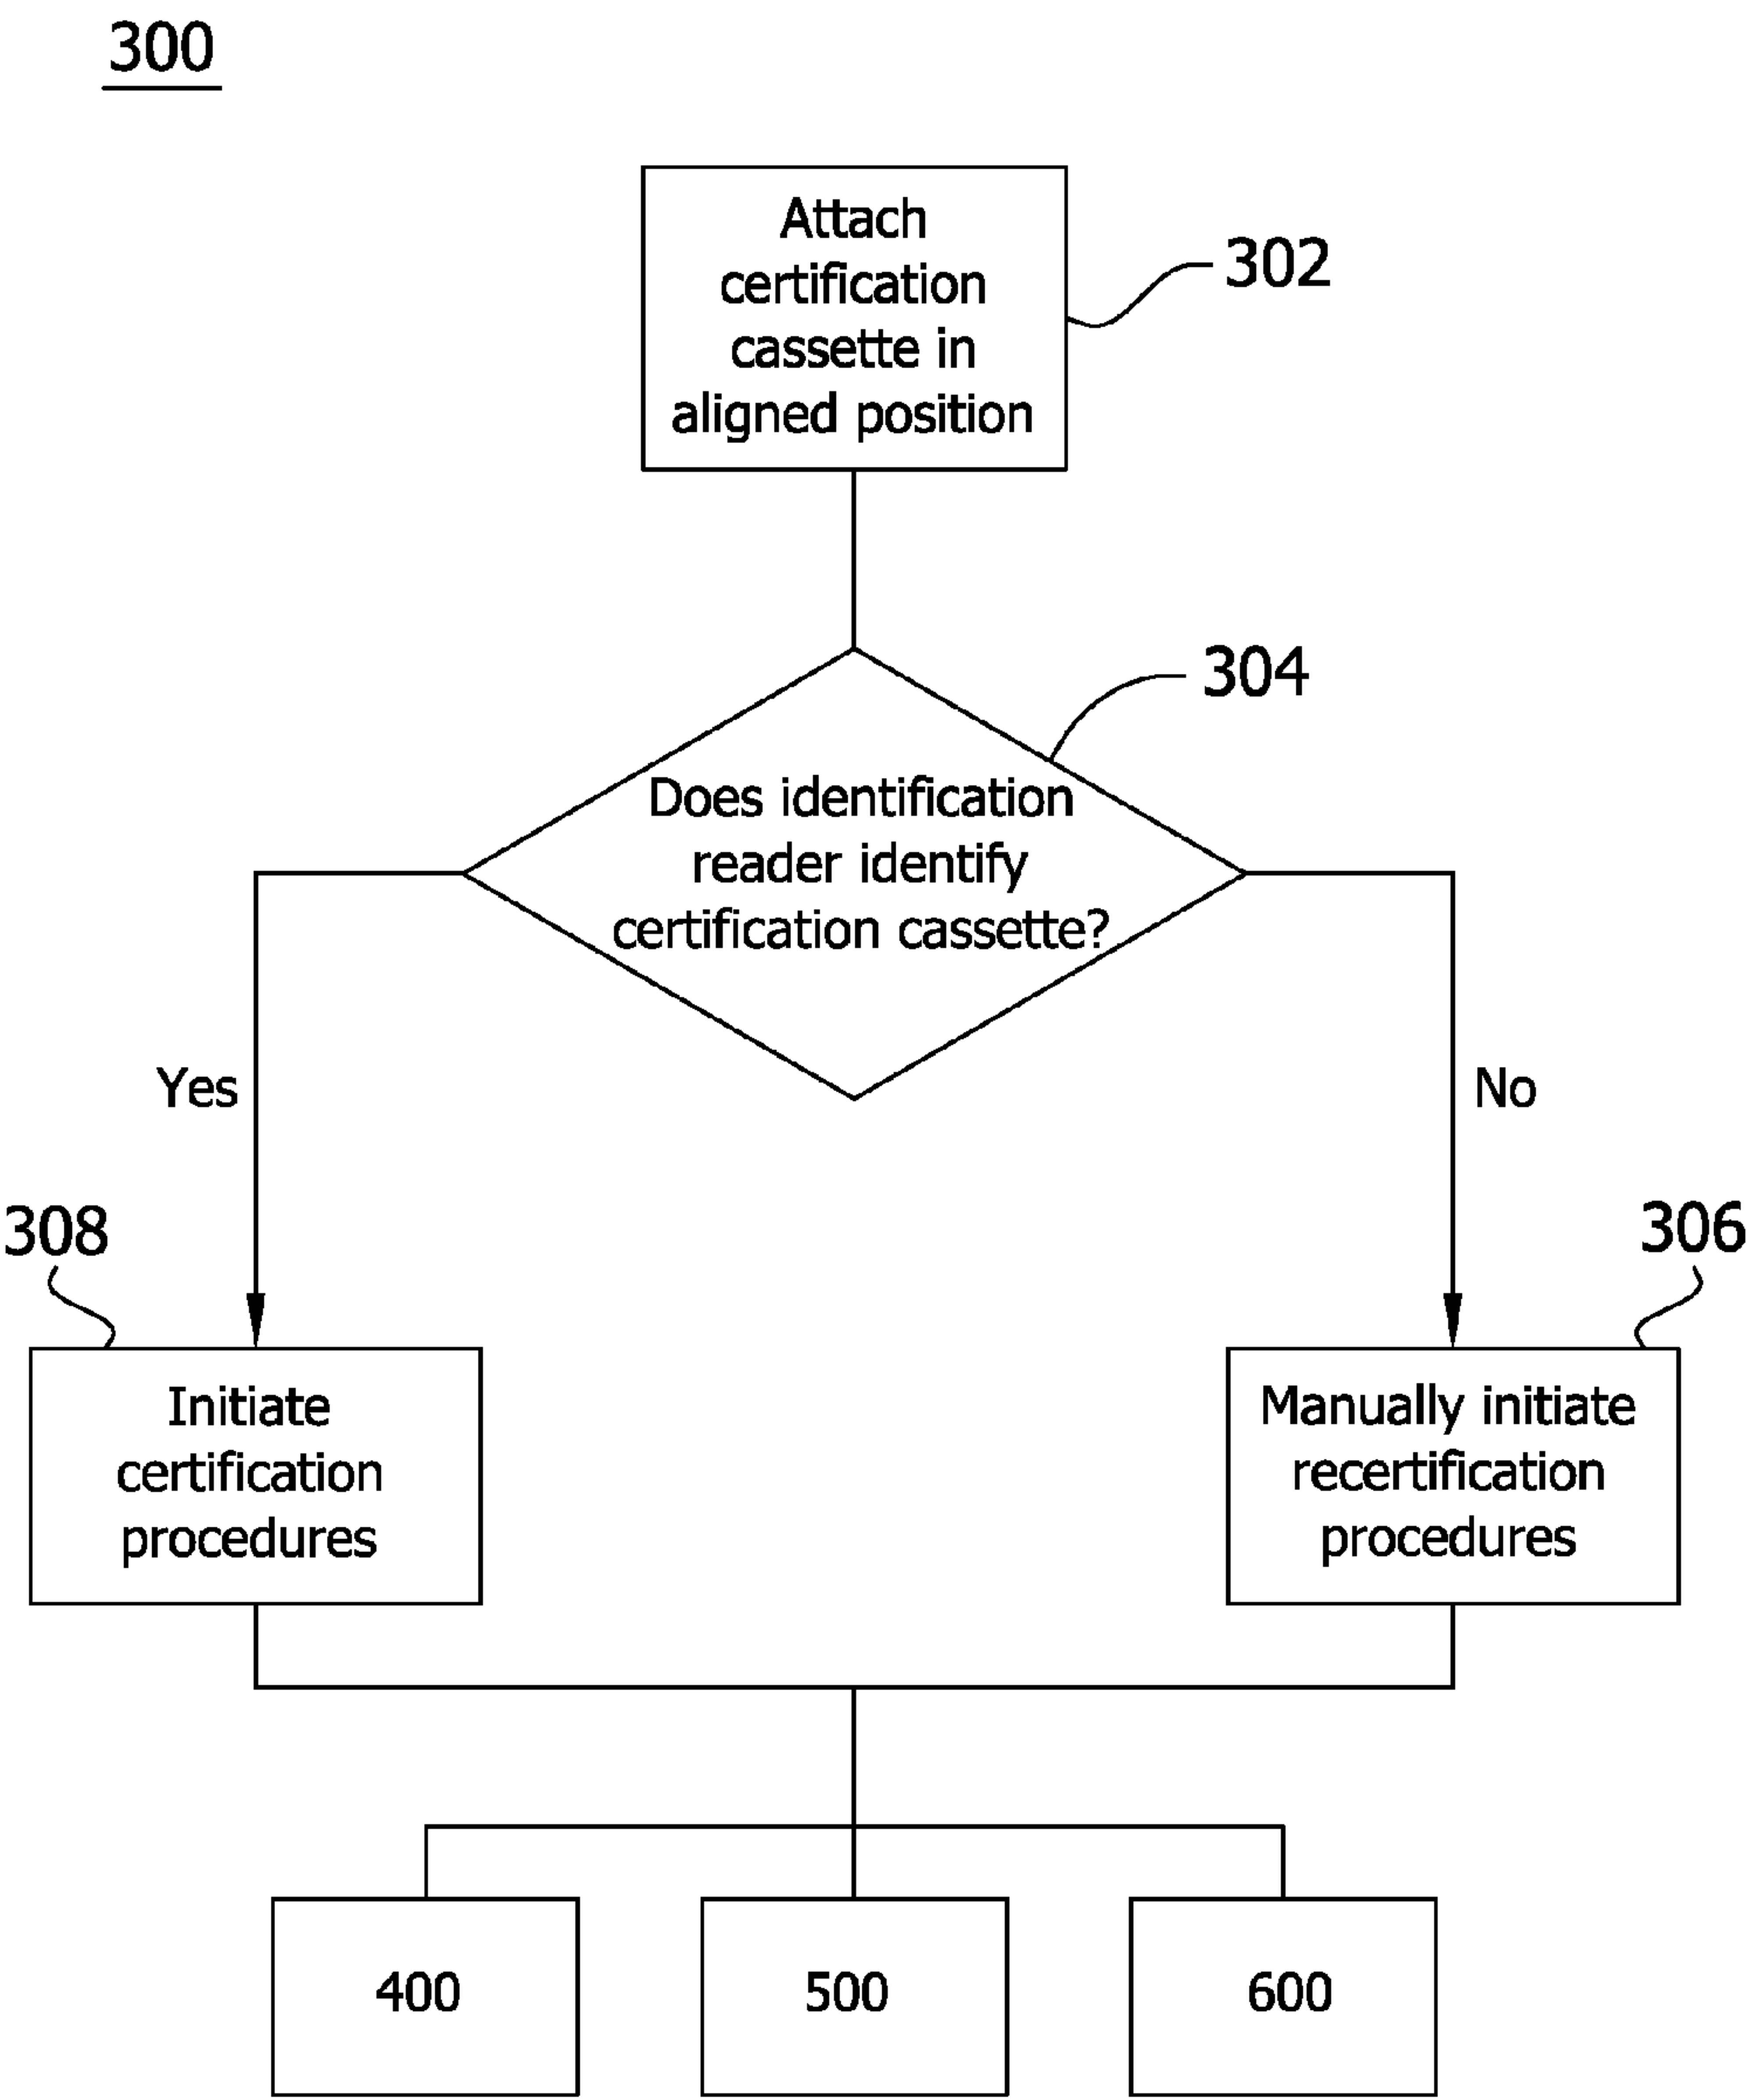 300
Attach
certification
cassette in
aligned position
302
304
Does identification
reader identify
certification cassette?
Yes
No
308
306
Initiate
certification
procedures
Manually initiate
recertification
procedures
400
500
600